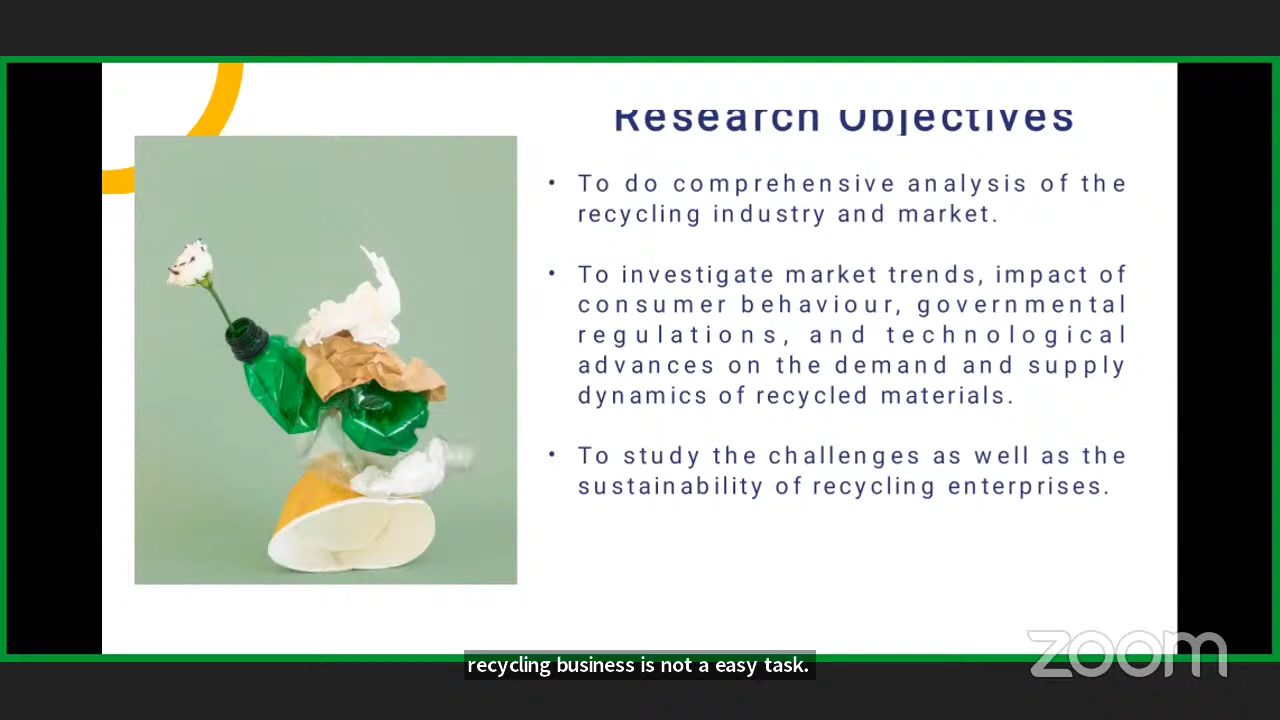 Research Objectives
• To do comprehensive analysis of the
recycling industry and market.
• To investigate market trends, impact of
consumer behaviour, governmental
regulations, and technological
advances on the demand and supply
dynamics of recycled materials.
• To study the challenges as well as the
sustainability of recycling enterprises.
zoom
recycling business is not a easy task.